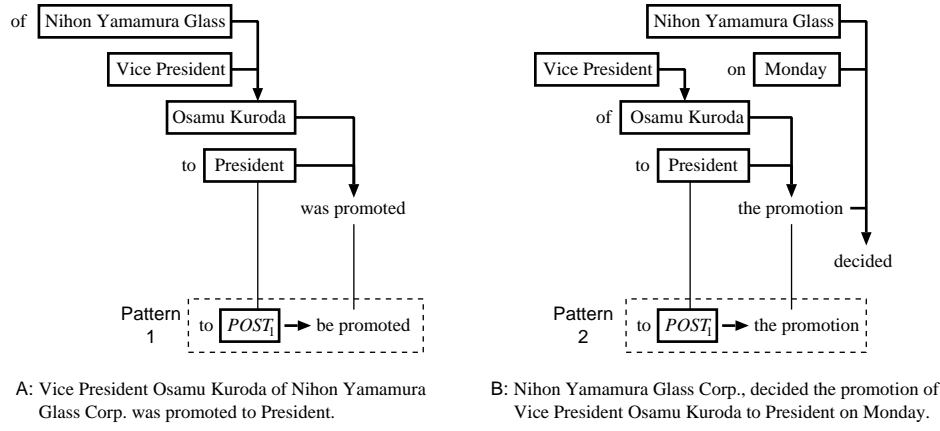 of Nihon Yamamura Glass
Vice President
Osamu Kuroda
to President
was promoted
Pattern
1
to POST1 be promoted
A: Vice President Osamu Kuroda of Nihon Yamamura
Glass Corp. was promoted to President.
Nihon Yamamura Glass
Vice President on Monday
of Osamu Kuroda
to President
the promotion
decided
Pattern
2
to POST1 the promotion
B: Nihon Yamamura Glass Corp., decided the promotion of
Vice President Osamu Kuroda to President on Monday.